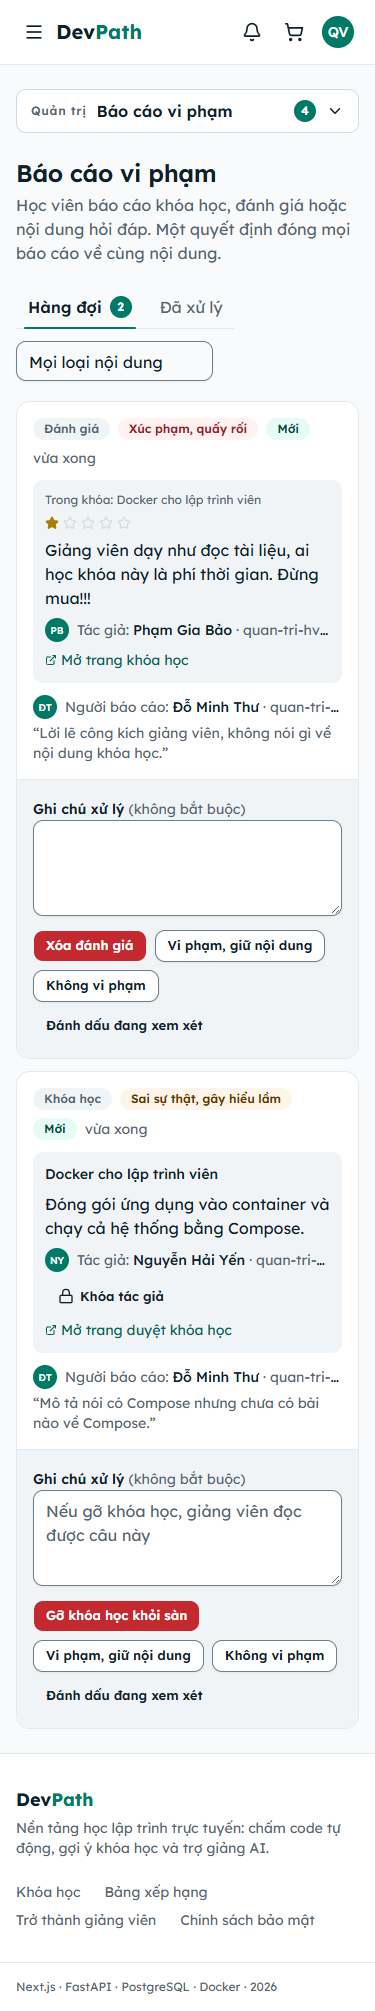 DevPath
QV
Quản trị Báo cáo vi phạm 4
Báo cáo vi phạm
Học viên báo cáo khóa học, đánh giá hoặc
nội dung hỏi đáp. Một quyết định đóng mọi
báo cáo về cùng nội dung.
Hàng đợi 2 Đã xử lý
Mọi loại nội dung
Đánh giá Xúc phạm, quấy rối Mới
vừa xong
Trong khóa: Docker cho lập trình viên
Giảng viên dạy như đọc tài liệu, ai
học khóa này là phí thời gian. Đừng
mua!!!
PB Tác giả: Phạm Gia Bảo · quan-tri-hv…
Mở trang khóa học
ĐT Người báo cáo: Đỗ Minh Thư · quan-tri-…
“Lời lẽ công kích giảng viên, không nói gì về
nội dung khóa học.”
Ghi chú xử lý (không bắt buộc)
Xóa đánh giá Vi phạm, giữ nội dung
Không vi phạm
Đánh dấu đang xem xét
Khóa học Sai sự thật, gây hiểu lầm
Mới vừa xong
Docker cho lập trình viên
Đóng gói ứng dụng vào container và
chạy cả hệ thống bằng Compose.
NY Tác giả: Nguyễn Hải Yến · quan-tri-…
Khóa tác giả
Mở trang duyệt khóa học
ĐT Người báo cáo: Đỗ Minh Thư · quan-tri-…
“Mô tả nói có Compose nhưng chưa có bài
nào về Compose.”
Ghi chú xử lý (không bắt buộc)
Nếu gỡ khóa học, giảng viên đọc
được câu này
Gỡ khóa học khỏi sàn
Vi phạm, giữ nội dung Không vi phạm
Đánh dấu đang xem xét
DevPath
Nền tảng học lập trình trực tuyến: chấm code tự
động, gợi ý khóa học và trợ giảng AI.
Khóa học Bảng xếp hạng
Trở thành giảng viên Chính sách bảo mật
Next.js · FastAPI · PostgreSQL · Docker · 2026